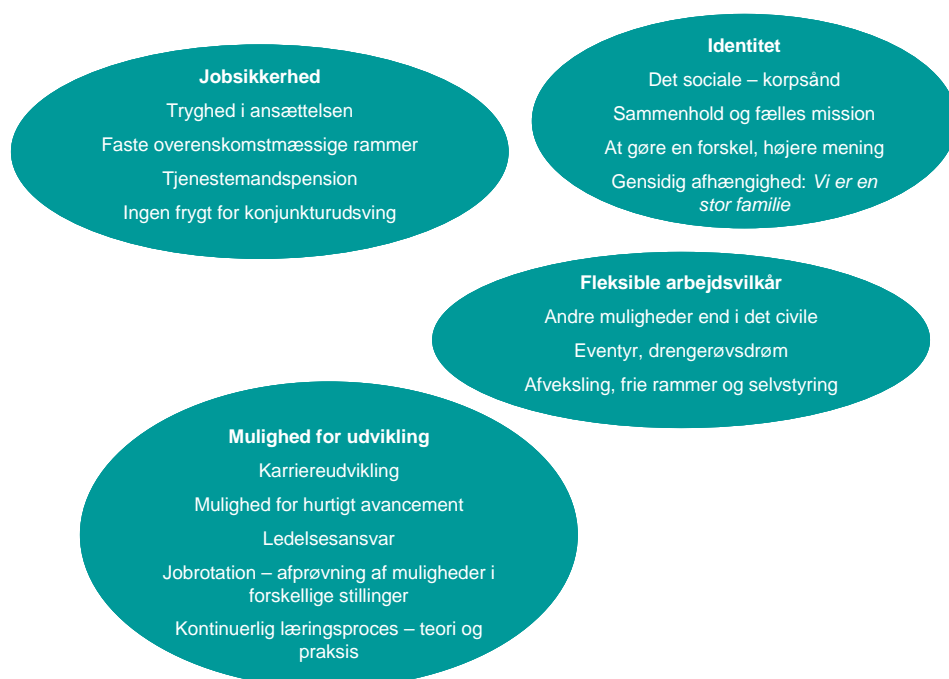 Jobsikkerhed
Tryghed i ansættelsen
Faste overenskomstmæssige rammer
Tjenestemandspension
Ingen frygt for konjunkturudsving
Identitet
Det sociale – korpsånd
Sammenhold og fælles mission
At gøre en forskel, højere mening
Gensidig afhængighed: Vi er en
stor familie
Fleksible arbejdsvilkår
Andre muligheder end i det civile
Eventyr, drengerøvsdrøm
Afveksling, frie rammer og selvstyring
Mulighed for udvikling
Karriereudvikling
Mulighed for hurtigt avancement
Ledelsesansvar
Jobrotation – afprøvning af muligheder i
forskellige stillinger
Kontinuerlig læringsproces – teori og
praksis